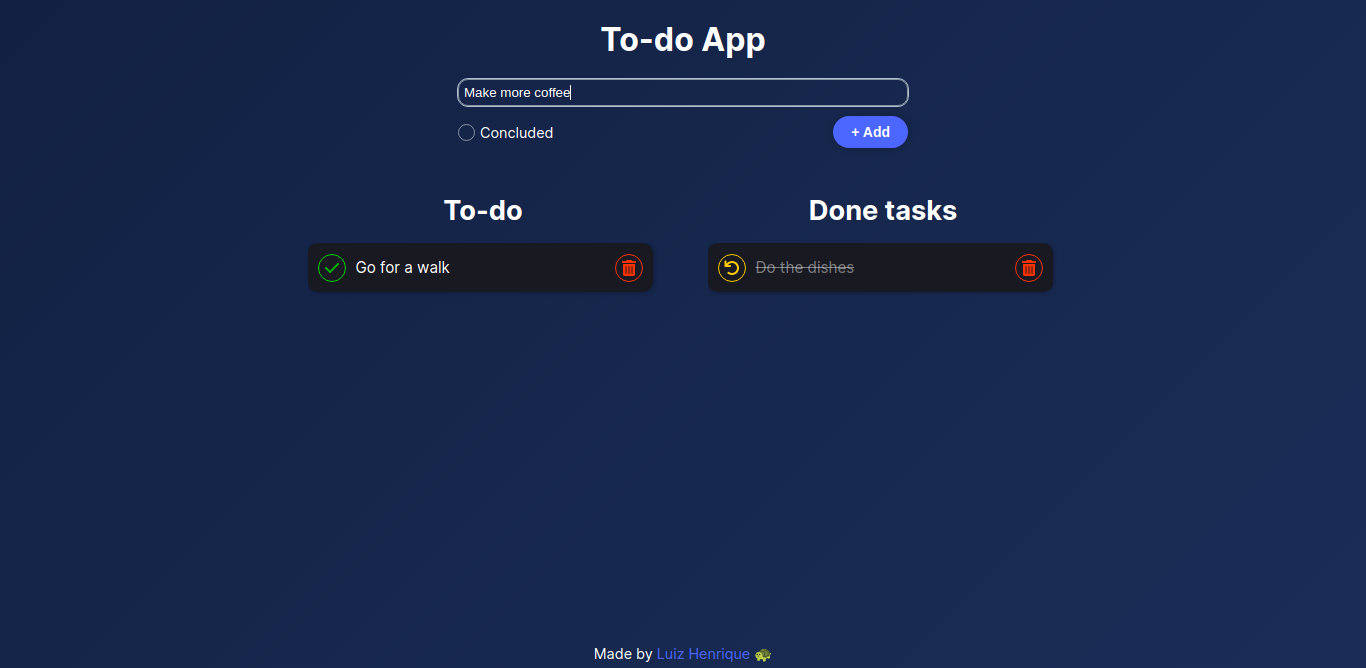 To-do App
Make more coffee
Concluded
+ Add
To-do
Done tasks
Go for a walk
Do the dishes
Made by Luiz Henrique 🐢